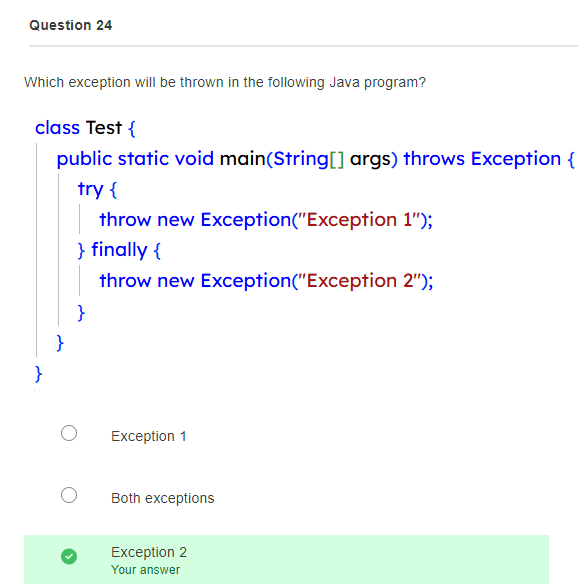 Question 24
Which exception will be thrown in the following Java program?
class Test {
public static void main(String[] args) throws Exception {
try {
throw new Exception("Exception 1");
} finally {
throw new Exception("Exception 2");
}
}
}
Exception 1
Both exceptions
Exception 2
Your answer